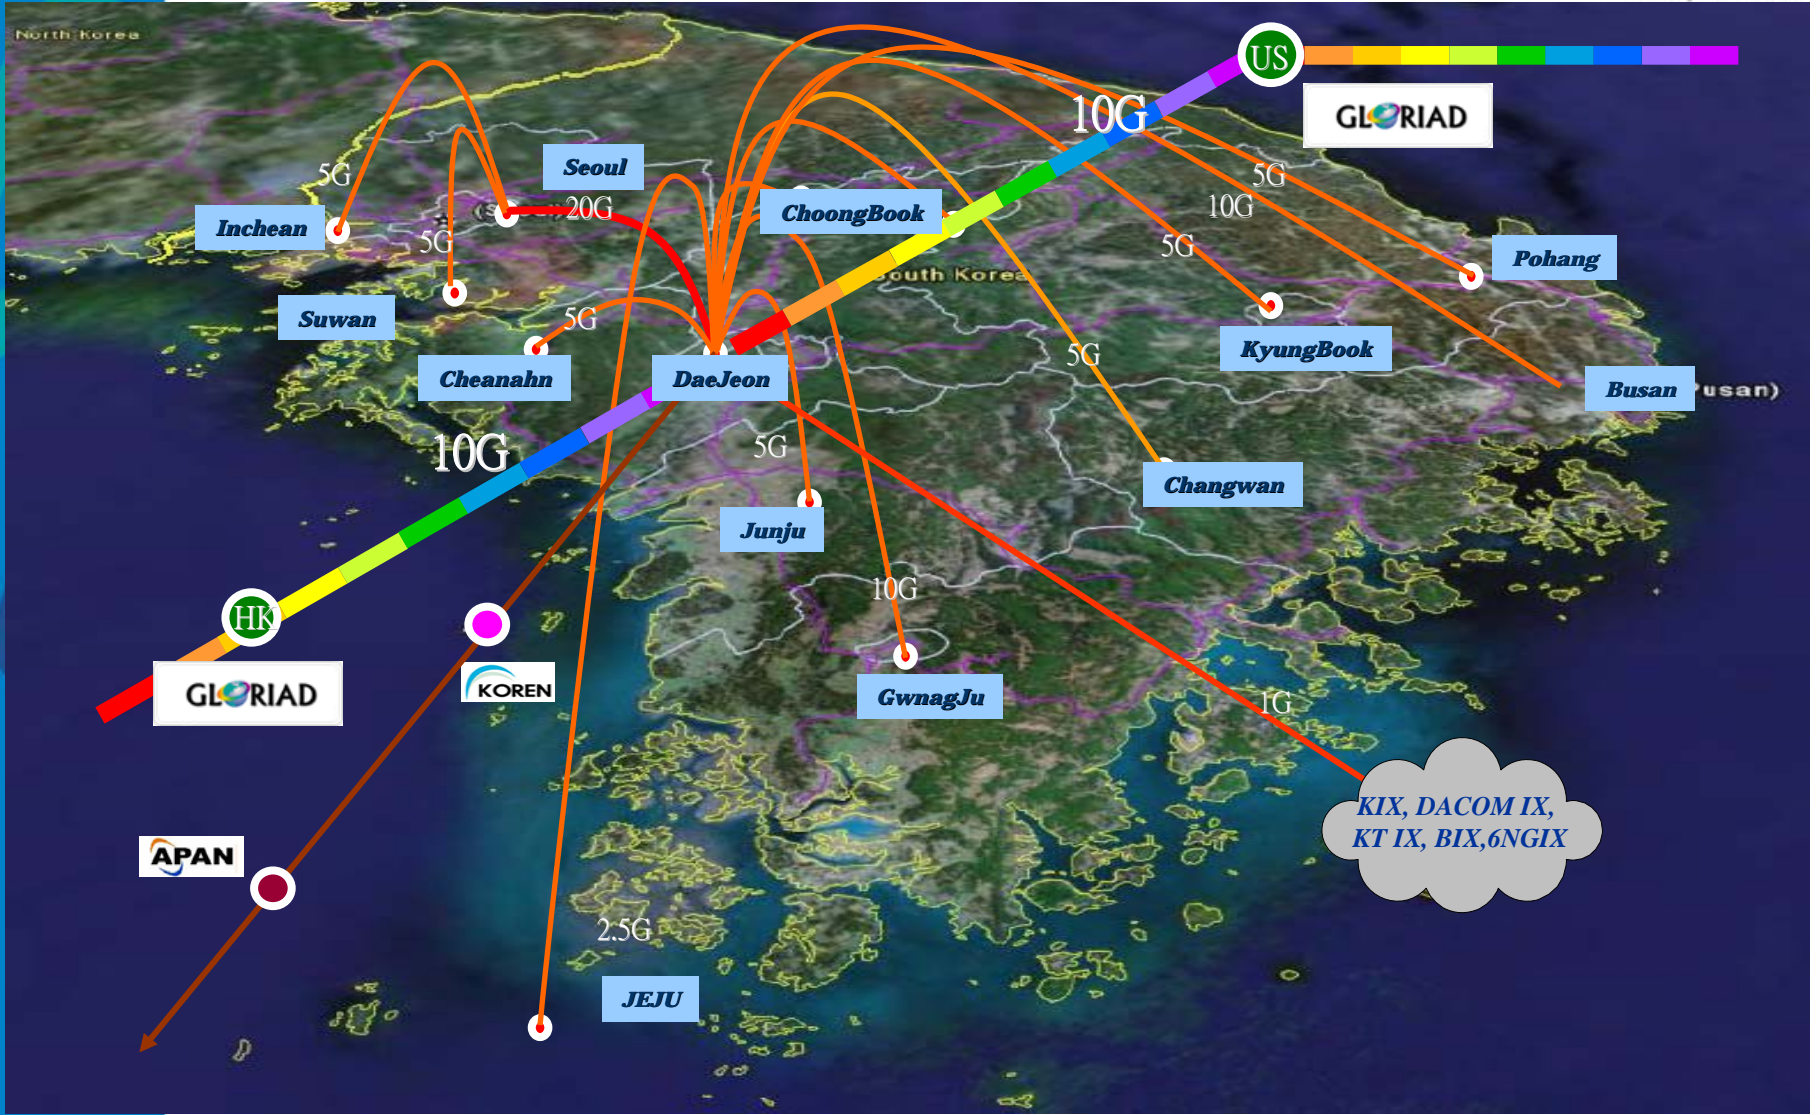 North Korea
US
10G
GLORIAD
5G
Seoul
20G
Inchean
5G
ChoongBook
5G
10G
5G
Pohang
South Korea
Suwan
5G
KyungBook
5G
Cheanahn
DaeJeon
Busan
usan)
10G
5G
Changwan
Junju
10G
HK
GLORIAD
KOREN
GwnagJu
1G
KIX, DACOM IX,
KT IX, BIX,6NGIX
APAN
2.5G
JEJU